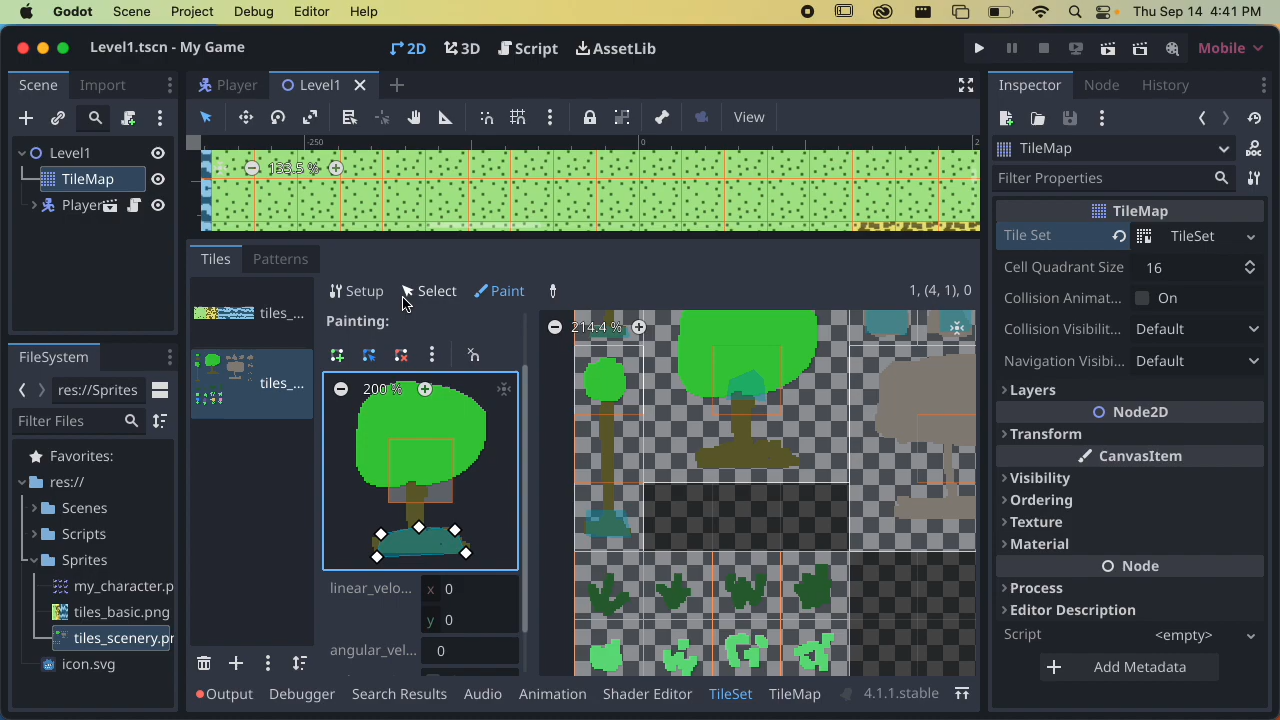 Godot Scene Project Debug Editor Help Thu Sep 14 4:41 PM
Level1.tscn - My Game 2D 3D Script AssetLib Mobile
Scene Import
Player Level1
Inspector Node History
View
-250 0 2
133.5 %
Level1
TileMap
Player
TileMap
Filter Properties
TileMap
Tile Set TileSet
Cell Quadrant Size 16
Collision Animat... On
Collision Visibilit... Default
Navigation Visibi... Default
Layers
Node2D
Transform
CanvasItem
Visibility
Ordering
Texture
Material
Node
Process
Editor Description
Script <empty>
Add Metadata
Tiles Patterns
Setup Select Paint 1, (4, 1), 0
tiles_...
tiles_...
Painting:
200 %
214.4 %
linear_velo... x 0
y 0
angular_vel... 0
FileSystem
res://Sprites
Filter Files
Favorites:
res://
Scenes
Scripts
Sprites
my_character.p
tiles_basic.png
tiles_scenery.pr
icon.svg
Output Debugger Search Results Audio Animation Shader Editor TileSet TileMap 4.1.1.stable